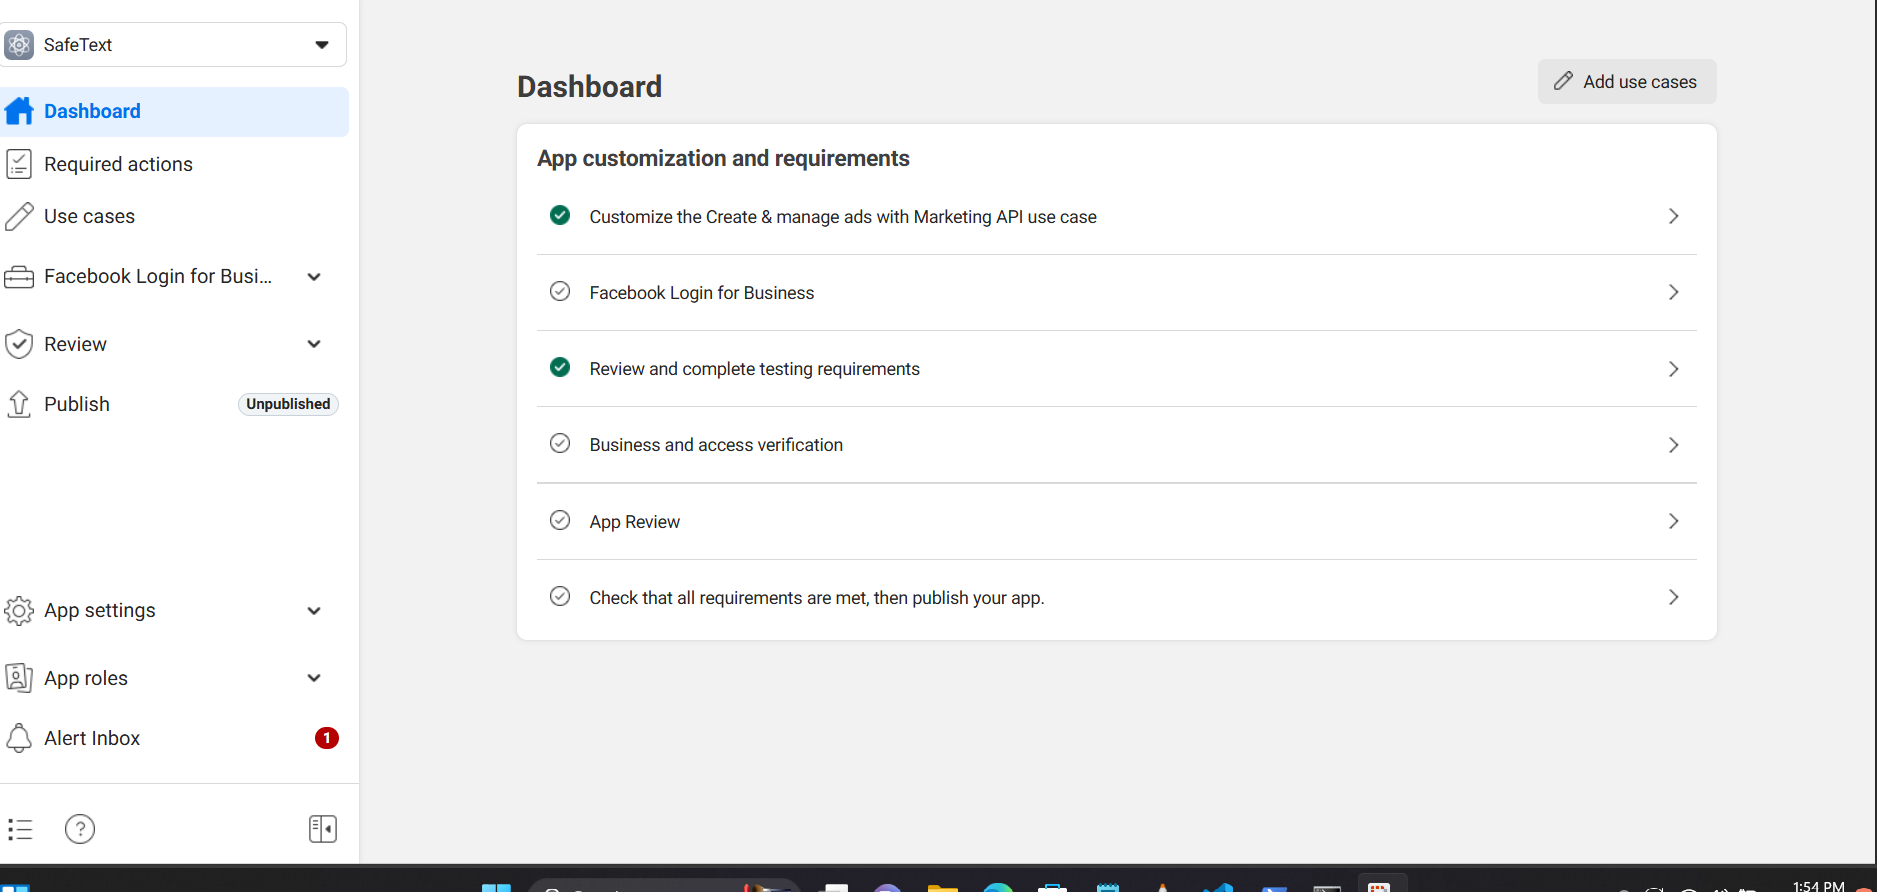 SafeText
Dashboard
Required actions
Use cases
Facebook Login for Busi...
Review
Publish
Unpublished
App settings
App roles
Alert Inbox
1
?
Dashboard
Add use cases
App customization and requirements
Customize the Create & manage ads with Marketing API use case
Facebook Login for Business
Review and complete testing requirements
Business and access verification
App Review
Check that all requirements are met, then publish your app.
1:54 PM